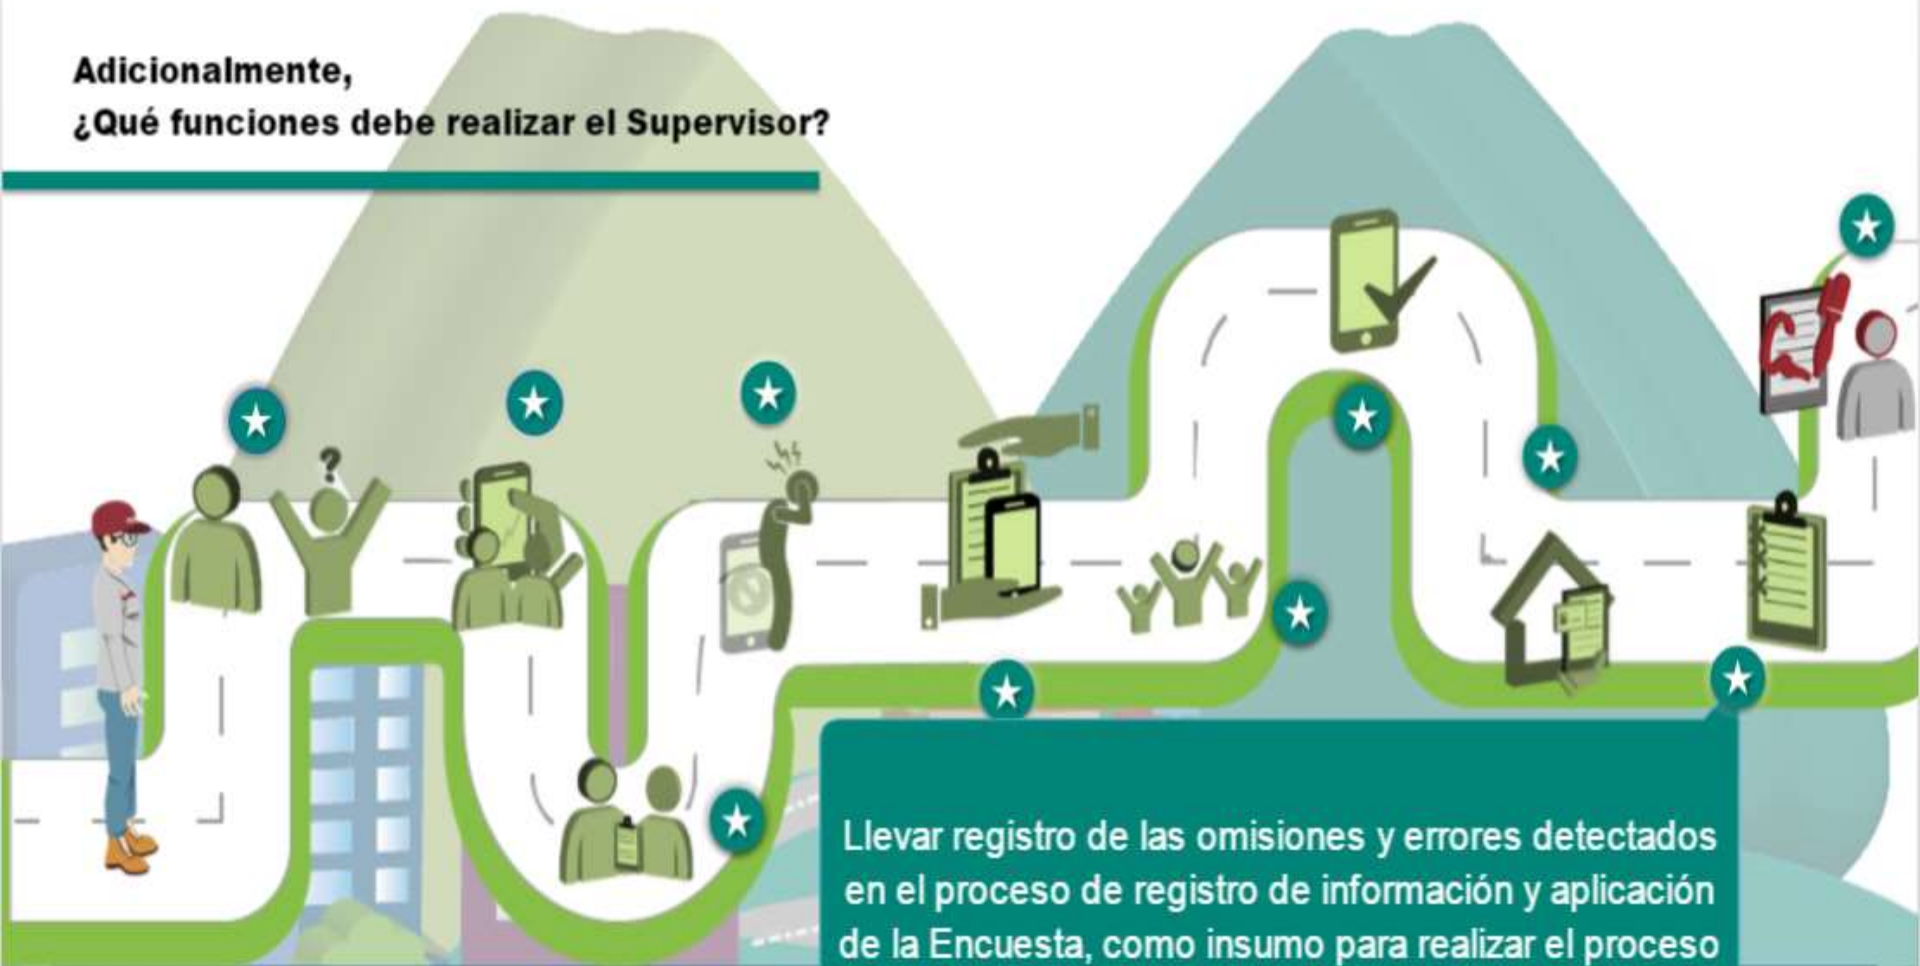 Adicionalmente,
¿Qué funciones debe realizar el Supervisor?
?
Llevar registro de las omisiones y errores detectados
en el proceso de registro de información y aplicación
de la Encuesta, como insumo para realizar el proceso